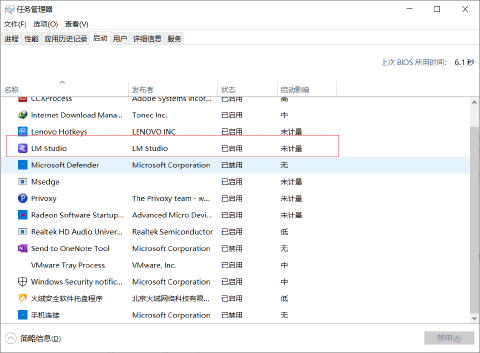 任务管理器
文件(F) 选项(O) 查看(V)
进程 性能 应用历史记录 启动 用户 详细信息 服务
上次 BIOS 所用时间: 6.1 秒
名称 发布者 状态 启动影响
CCXProcess Adobe Systems Incor... 已启用 高
Internet Download Mana... Tonec Inc. 已启用 中
Lenovo Hotkeys LENOVO INC 已启用 未计量
LM Studio LM Studio 已启用 未计量
Microsoft Defender Microsoft Corporation 已禁用 无
Msedge 已启用 未计量
Privoxy The Privoxy team - w... 已启用 未计量
Radeon Software Startup... Advanced Micro Devi... 已启用 未计量
Realtek HD Audio Univer... Realtek Semiconductor 已启用 低
Send to OneNote Tool Microsoft Corporation 已禁用 无
VMware Tray Process VMware, Inc. 已启用 中
Windows Security notific... Microsoft Corporation 已启用 中
火绒安全软件托盘程序 北京火绒网络科技有限... 已启用 低
手机连接 Microsoft Corporation 已禁用 无
简略信息(D) 禁用(A)